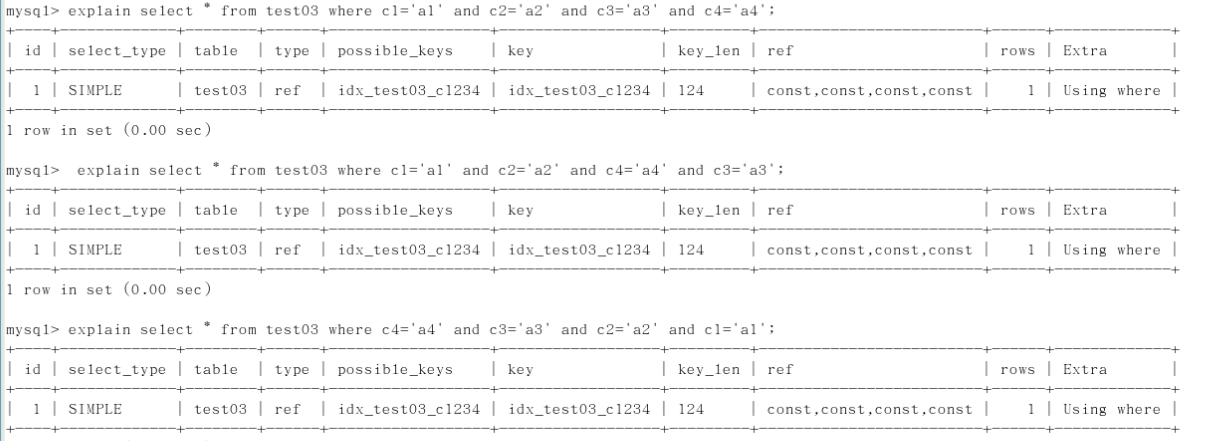 mysql> explain select * from test03 where c1='a1' and c2='a2' and c3='a3' and c4='a4';
+----+-------------+--------+------+-----------------+-----------------+---------+-------------------------+------+-------------+
| id | select_type | table  | type | possible_keys   | key             | key_len | ref                     | rows | Extra       |
+----+-------------+--------+------+-----------------+-----------------+---------+-------------------------+------+-------------+
|  1 | SIMPLE      | test03 | ref  | idx_test03_c1234 | idx_test03_c1234 | 124     | const,const,const,const |    1 | Using where |
+----+-------------+--------+------+-----------------+-----------------+---------+-------------------------+------+-------------+
1 row in set (0.00 sec)
mysql>  explain select * from test03 where c1='a1' and c2='a2' and c4='a4' and c3='a3';
+----+-------------+--------+------+-----------------+-----------------+---------+-------------------------+------+-------------+
| id | select_type | table  | type | possible_keys   | key             | key_len | ref                     | rows | Extra       |
+----+-------------+--------+------+-----------------+-----------------+---------+-------------------------+------+-------------+
|  1 | SIMPLE      | test03 | ref  | idx_test03_c1234 | idx_test03_c1234 | 124     | const,const,const,const |    1 | Using where |
+----+-------------+--------+------+-----------------+-----------------+---------+-------------------------+------+-------------+
1 row in set (0.00 sec)
mysql> explain select * from test03 where c4='a4' and c3='a3' and c2='a2' and c1='a1';
+----+-------------+--------+------+-----------------+-----------------+---------+-------------------------+------+-------------+
| id | select_type | table  | type | possible_keys   | key             | key_len | ref                     | rows | Extra       |
+----+-------------+--------+------+-----------------+-----------------+---------+-------------------------+------+-------------+
|  1 | SIMPLE      | test03 | ref  | idx_test03_c1234 | idx_test03_c1234 | 124     | const,const,const,const |    1 | Using where |
+----+-------------+--------+------+-----------------+-----------------+---------+-------------------------+------+-------------+